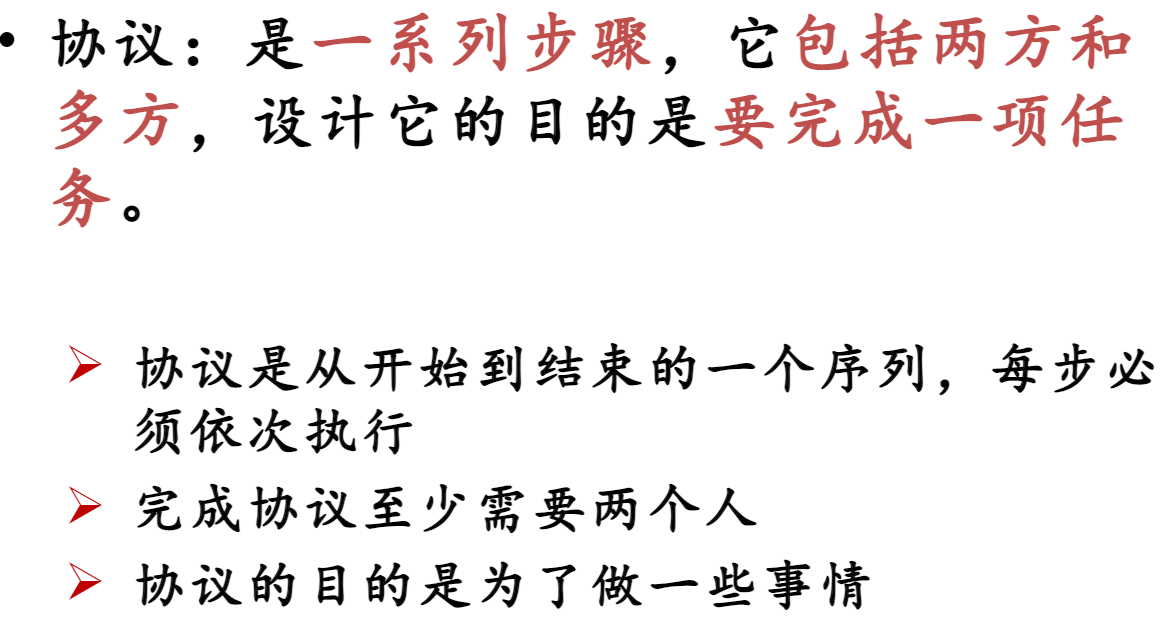 • 协议：是一系列步骤，它包括两方和
多方，设计它的目的是要完成一项任
务。
➢ 协议是从开始到结束的一个序列，每步必
须依次执行
➢ 完成协议至少需要两个人
➢ 协议的目的是为了做一些事情